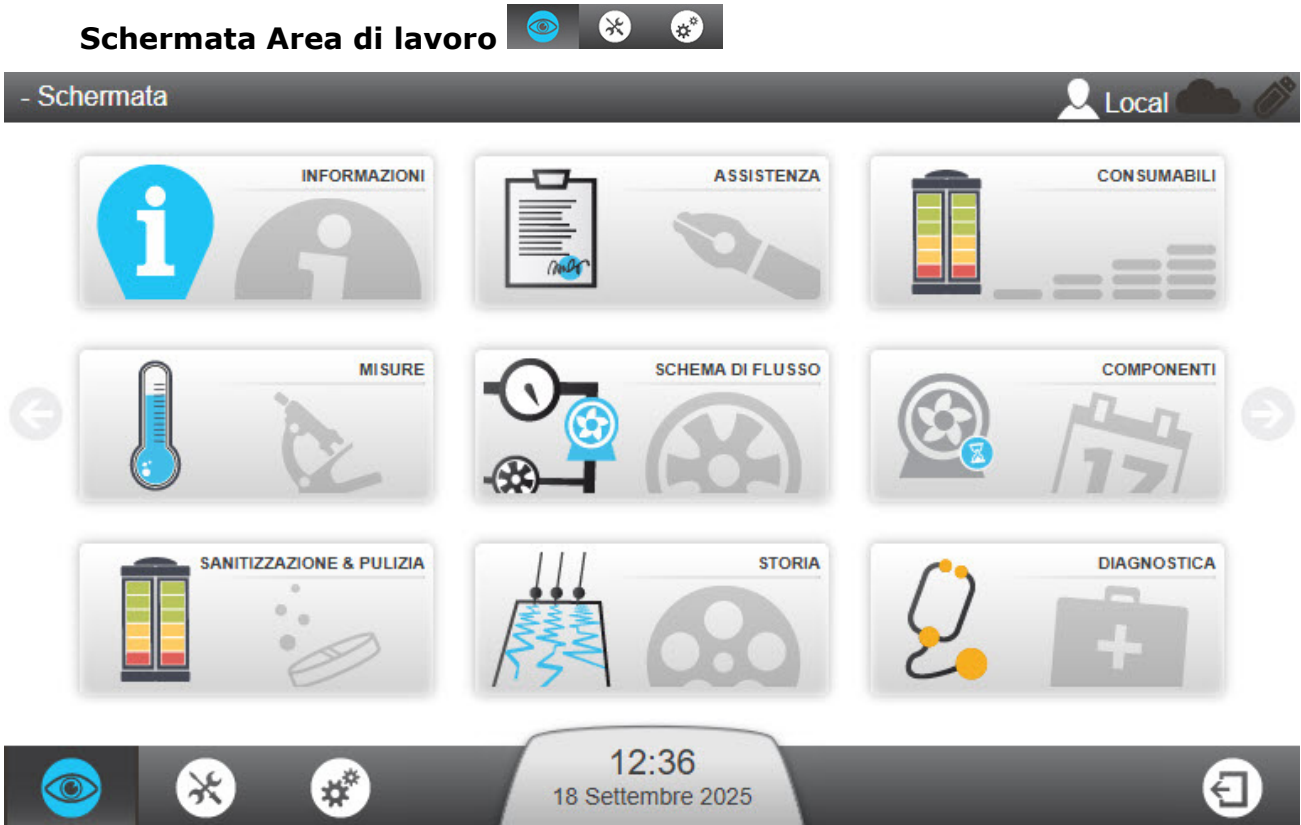 Schermata Area di lavoro
- Schermata
Local
INFORMAZIONI
ASSISTENZA
CONSUMABILI
MISURE
SCHEMA DI FLUSSO
COMPONENTI
17
SANITIZZAZIONE & PULIZIA
STORIA
DIAGNOSTICA
12:36
18 Settembre 2025